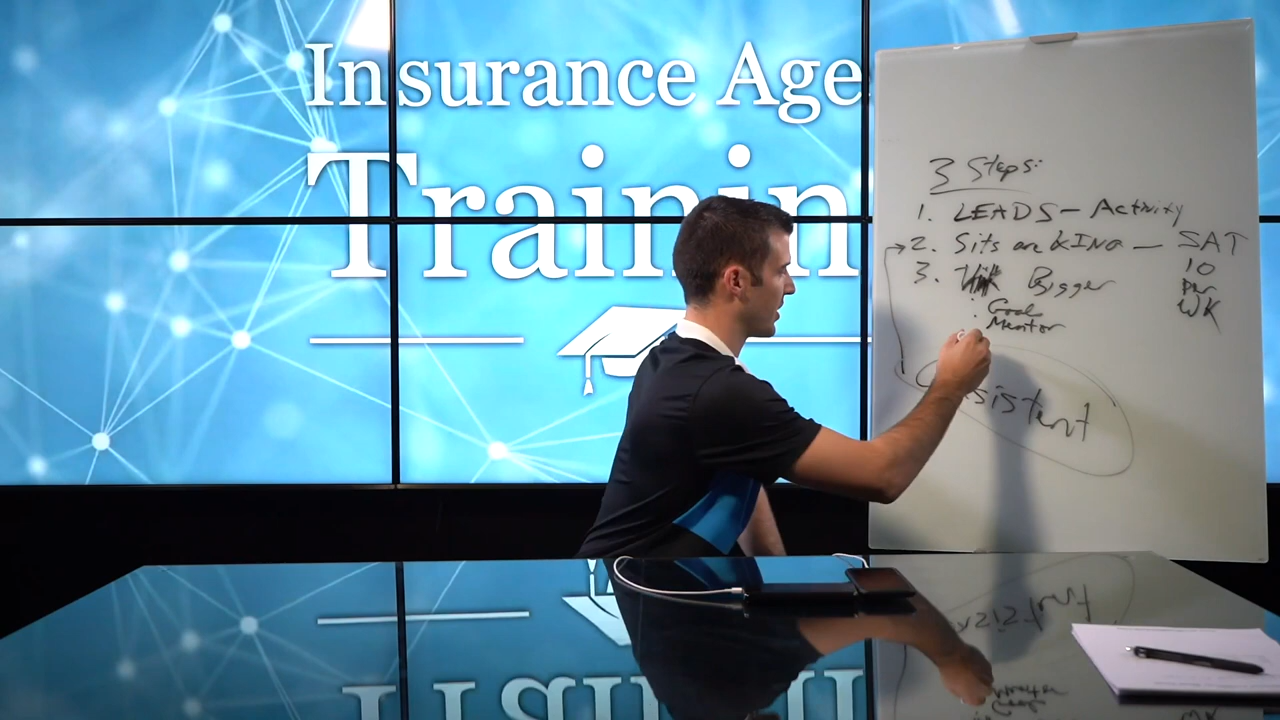 Insurance Age
Trainin
3 Steps:
1. LEADS - Activity
2. Sits are KING - SAT
10
per
WK
3. Bigger
. Goal
. Mentor
sistent